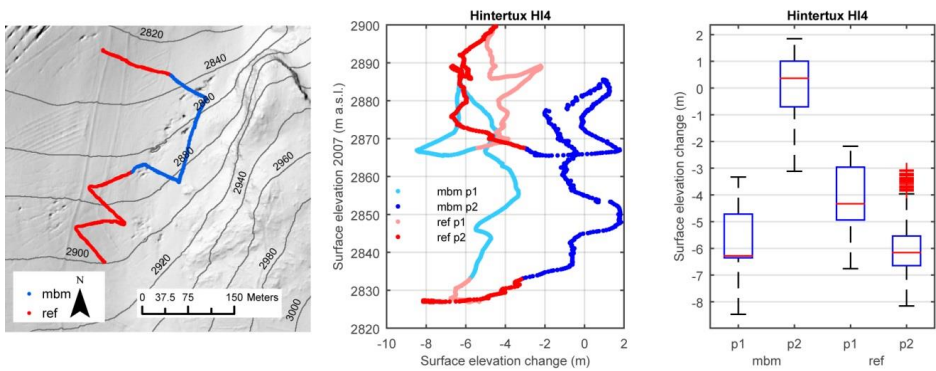 2820
2840
2860
2880
2900
2920
2940
2960
2980
3000
N
mbm
ref
0 37.5 75 150 Meters
Hintertux HI4
Surface elevation 2007 (m a.s.l.)
2900
2890
2880
2870
2860
2850
2840
2830
2820
mbm p1
mbm p2
ref p1
ref p2
-10 -8 -6 -4 -2 0 2
Surface elevation change (m)
Hintertux HI4
Surface elevation change (m)
2
1
0
-1
-2
-3
-4
-5
-6
-7
-8
p1 p2 p1 p2
mbm ref